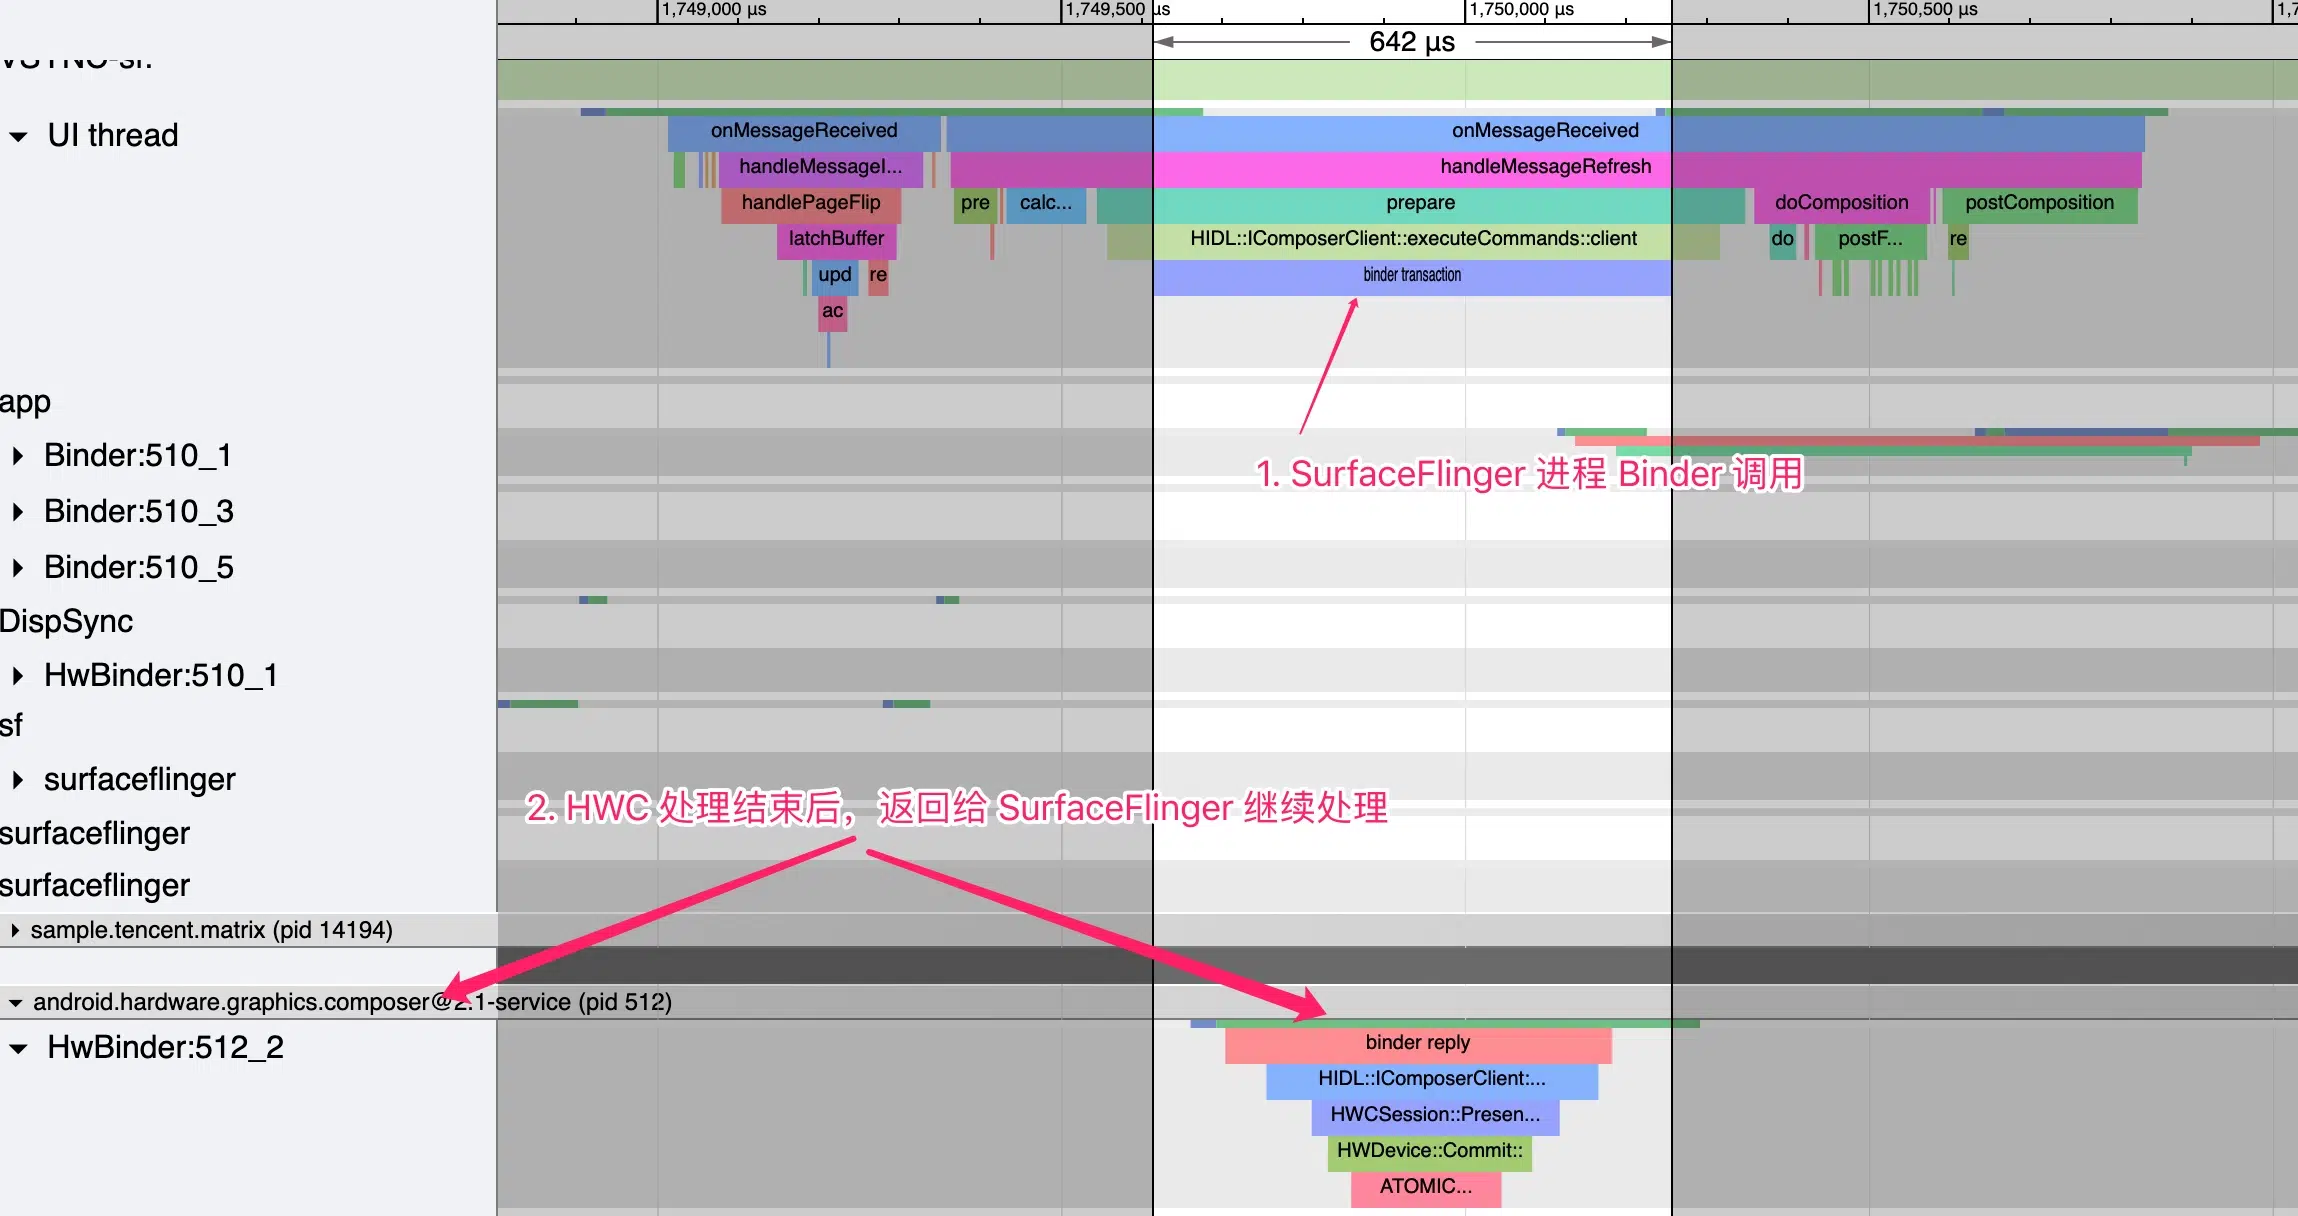 1,749,000 µs
1,749,500 µs
1,750,000 µs
1,750,500 µs
1,7
642 µs
VSYNC-sf:
UI thread
onMessageReceived
onMessageReceived
handleMessageI...
handleMessageRefresh
handlePageFlip
pre
calc...
prepare
doComposition
postComposition
latchBuffer
HIDL::IComposerClient::executeCommands::client
do
postF...
re
upd
re
binder transaction
ac
app
Binder:510_1
1. SurfaceFlinger 进程 Binder 调用
Binder:510_3
Binder:510_5
DispSync
HwBinder:510_1
sf
surfaceflinger
2. HWC 处理结束后，返回给 SurfaceFlinger 继续处理
surfaceflinger
surfaceflinger
sample.tencent.matrix (pid 14194)
android.hardware.graphics.composer@2.1-service (pid 512)
HwBinder:512_2
binder reply
HIDL::IComposerClient:...
HWCSession::Presen...
HWDevice::Commit::
ATOMIC...